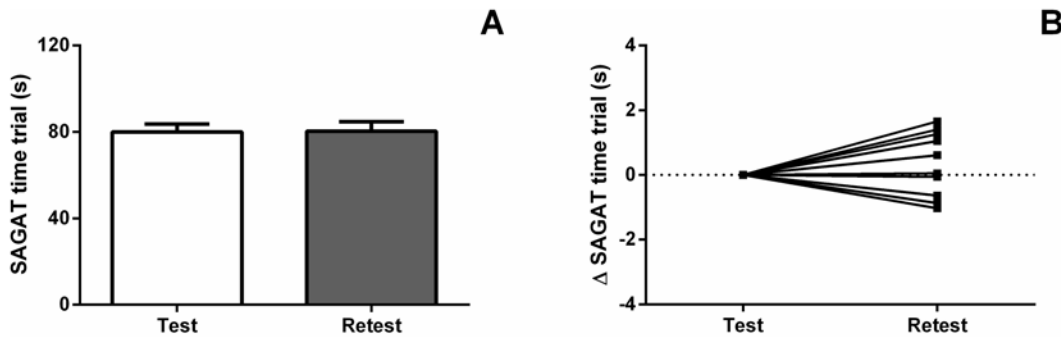 A
SAGAT time trial (s)
120
80
40
0
Test
Retest
B
Δ SAGAT time trial (s)
4
2
0
-2
-4
Test
Retest